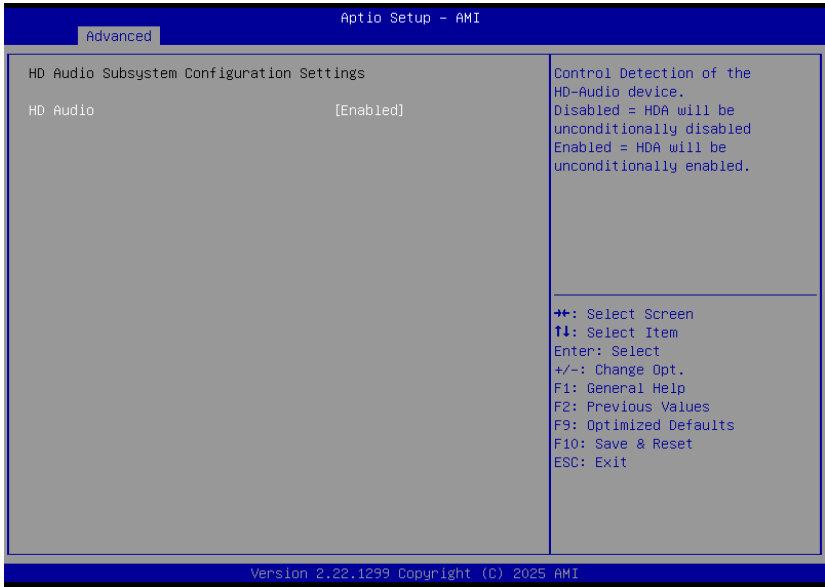 Aptio Setup – AMI
Advanced
HD Audio Subsystem Configuration Settings
HD Audio [Enabled]
Control Detection of the
HD-Audio device.
Disabled = HDA will be
unconditionally disabled
Enabled = HDA will be
unconditionally enabled.
→←: Select Screen
↑↓: Select Item
Enter: Select
+/-: Change Opt.
F1: General Help
F2: Previous Values
F9: Optimized Defaults
F10: Save & Reset
ESC: Exit
Version 2.22.1299 Copyright (C) 2025 AMI